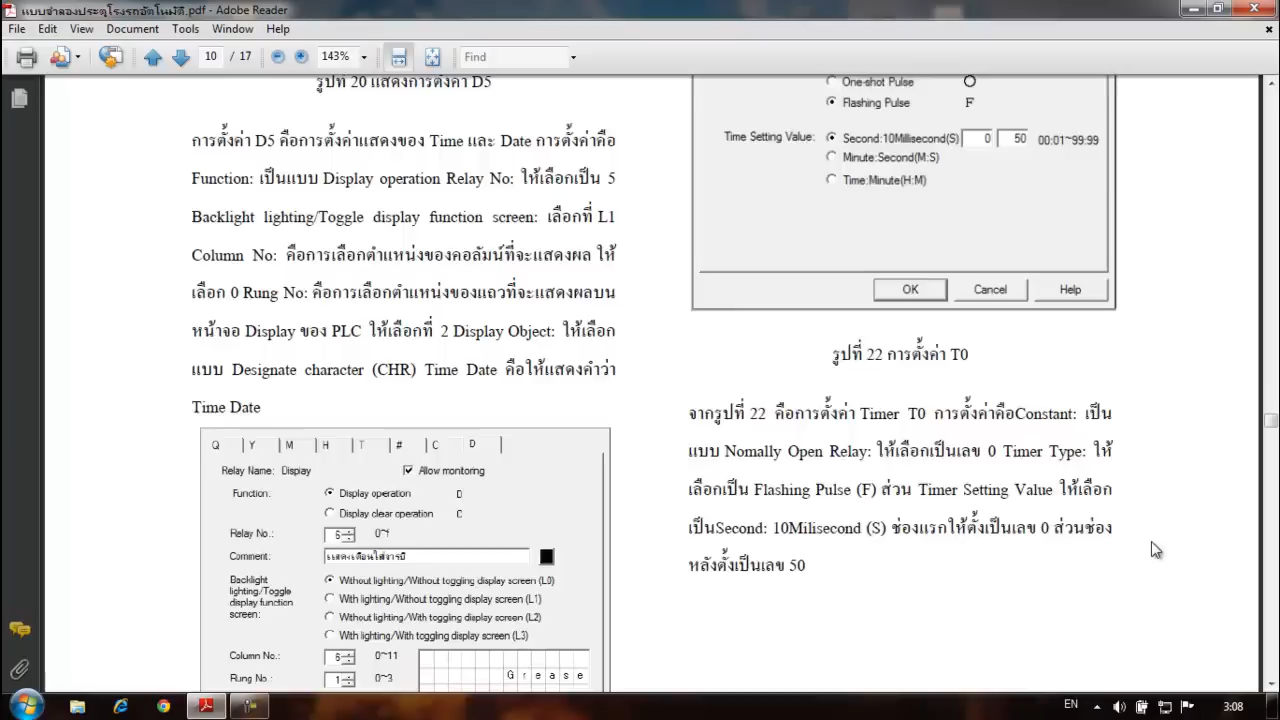 แบบจำลองประตูโรงรถอัตโนมัติ.pdf - Adobe Reader
File Edit View Document Tools Window Help
10 / 17 143% Find
รูปที่ 20 แสดงการตั้งค่า D5
การตั้งค่า D5 คือการตั้งค่าแสดงของ Time และ Date การตั้งค่าคือ
Function: เป็นแบบ Display operation Relay No: ให้เลือกเป็น 5
Backlight lighting/Toggle display function screen: เลือกที่ L1
Column No: คือการเลือกตำแหน่งของคอลัมน์ที่จะแสดงผล ให้
เลือก 0 Rung No: คือการเลือกตำแหน่งของแถวที่จะแสดงผลบน
หน้าจอ Display ของ PLC ให้เลือกที่ 2 Display Object: ให้เลือก
แบบ Designate character (CHR) Time Date คือให้แสดงคำว่า
Time Date
Q Y M H T # C D
Relay Name: Display Allow monitoring
Function: Display operation D
Display clear operation C
Relay No.: 6 0~f
Comment: แสดงเตือนใส่จารบี
Backlight lighting/Toggle display function screen:
Without lighting/Without toggling display screen (L0)
With lighting/Without toggling display screen (L1)
Without lighting/With toggling display screen (L2)
With lighting/With toggling display screen (L3)
Column No.: 6 0~11
Rung No.: 1 0~3
G r e a s e
One-shot Pulse O
Flashing Pulse F
Time Setting Value: Second:10Millisecond(S) 0 50 00:01~99:99
Minute:Second(M:S)
Time:Minute(H:M)
OK Cancel Help
รูปที่ 22 การตั้งค่า T0
จากรูปที่ 22 คือการตั้งค่า Timer T0 การตั้งค่าคือConstant: เป็น
แบบ Nomally Open Relay: ให้เลือกเป็นเลข 0 Timer Type: ให้
เลือกเป็น Flashing Pulse (F) ส่วน Timer Setting Value ให้เลือก
เป็นSecond: 10Milisecond (S) ช่องแรกให้ตั้งเป็นเลข 0 ส่วนช่อง
หลังตั้งเป็นเลข 50
EN 3:08